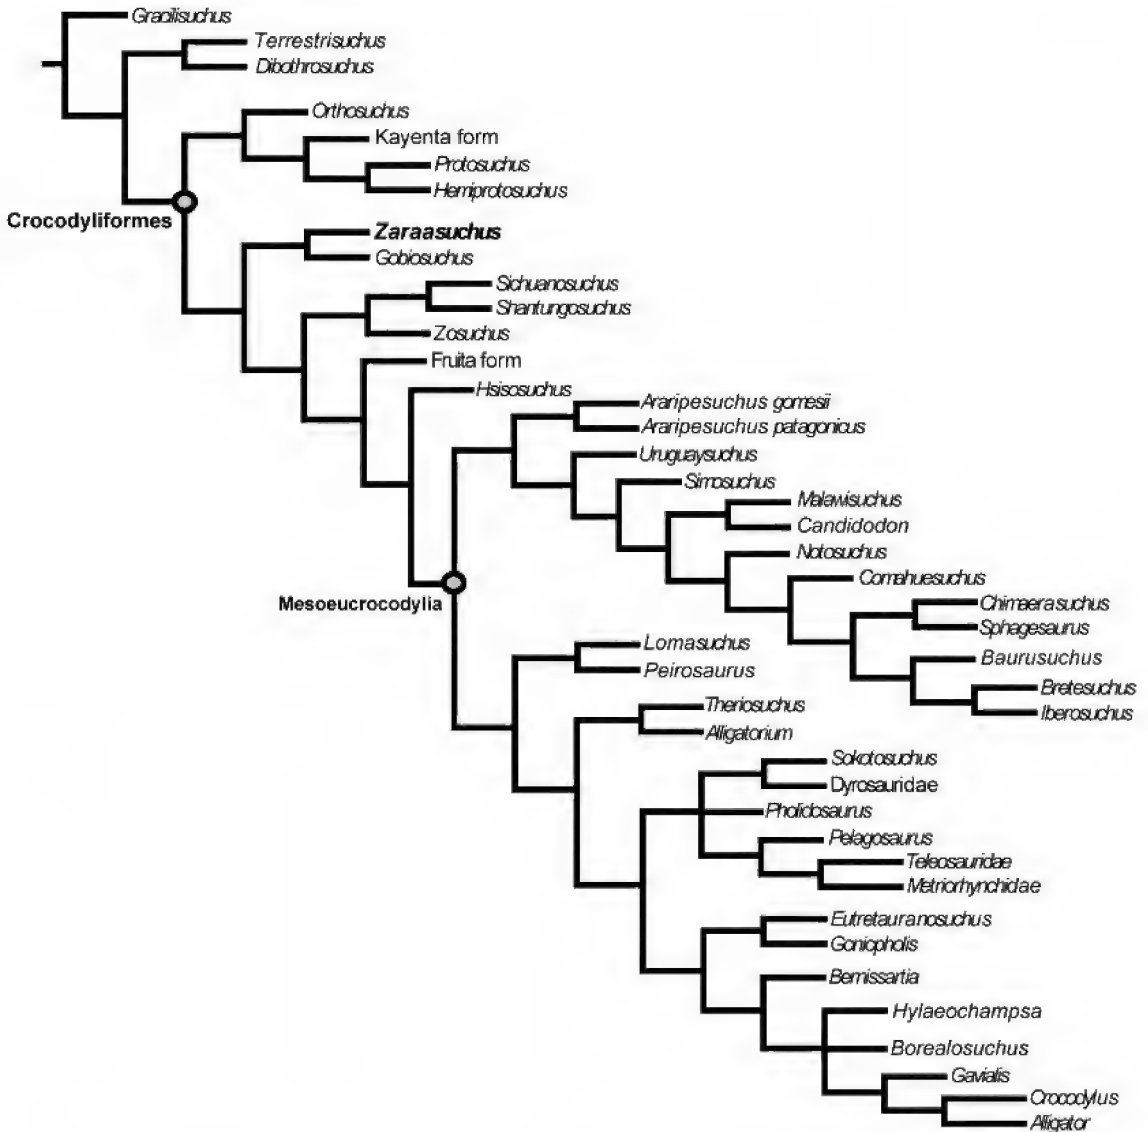 Gracilisuchus
Terrestrisuchus
Dibothrosuchus
Orthosuchus
Kayenta form
Protosuchus
Hemiprotosuchus
Crocodyliformes
Zaraasuchus
Gobiosuchus
Sichuanosuchus
Shantungosuchus
Zosuchus
Fruita form
Hsisosuchus
Araripesuchus gomesii
Araripesuchus patagonicus
Uruguaysuchus
Simosuchus
Malawisuchus
Candidodon
Notosuchus
Comahuesuchus
Mesoeucrocodylia
Chimaerasuchus
Sphagesaurus
Lomasuchus
Baurusuchus
Peirosaurus
Bretesuchus
Iberosuchus
Theriosuchus
Alligatorium
Sokotosuchus
Dyrosauridae
Pholidosaurus
Pelagosaurus
Teleosauridae
Metriorhynchidae
Eutretauranosuchus
Goniopholis
Bernissartia
Hylaeochampsa
Borealosuchus
Gavialis
Crocodylus
Alligator